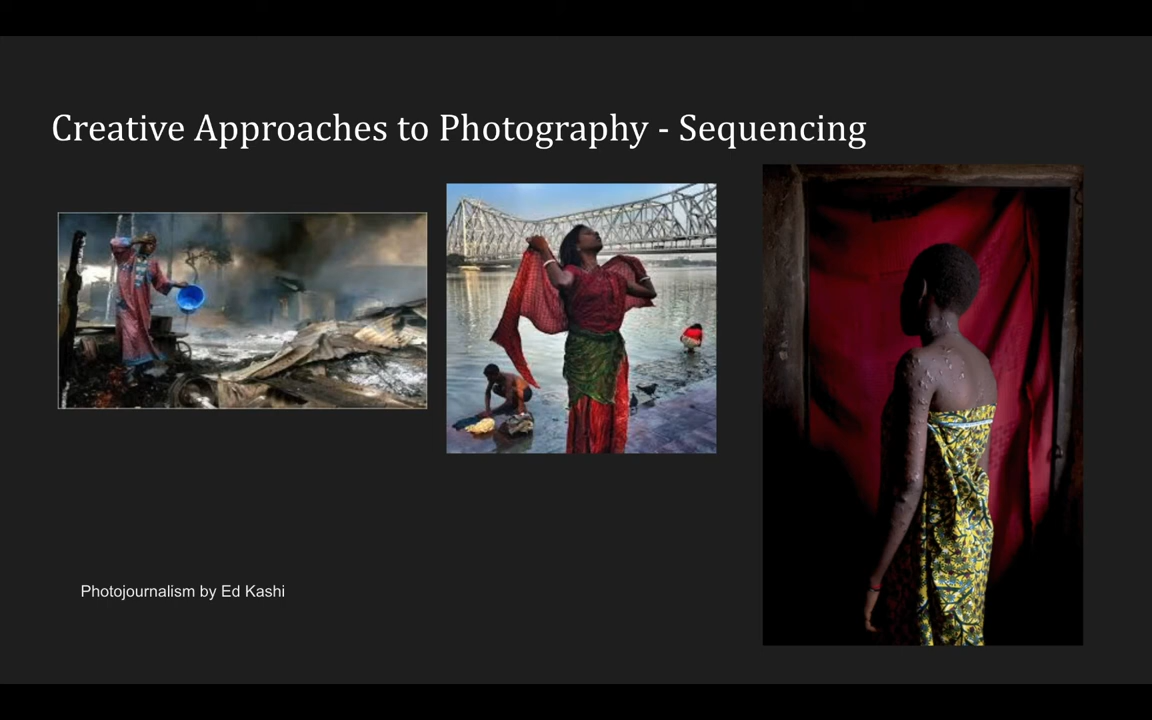 Creative Approaches to Photography - Sequencing
Photojournalism by Ed Kashi